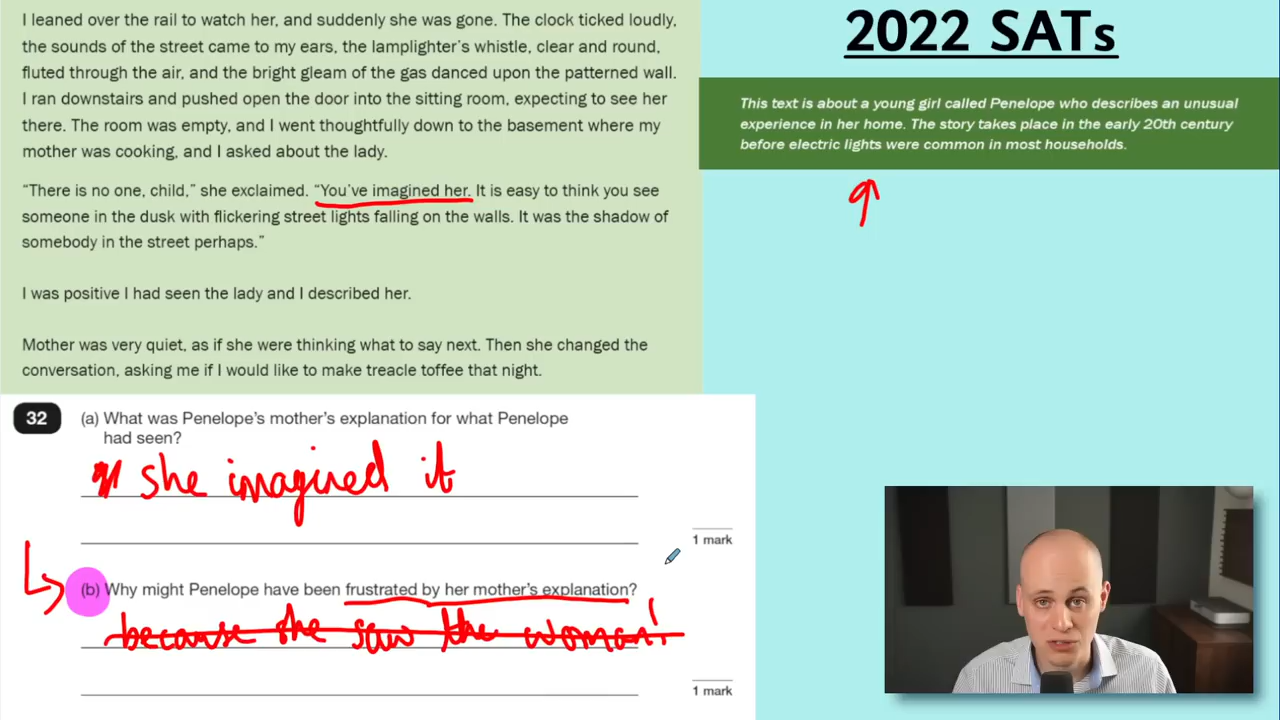 I leaned over the rail to watch her, and suddenly she was gone. The clock ticked loudly,
the sounds of the street came to my ears, the lamplighter's whistle, clear and round,
fluted through the air, and the bright gleam of the gas danced upon the patterned wall.
I ran downstairs and pushed open the door into the sitting room, expecting to see her
there. The room was empty, and I went thoughtfully down to the basement where my
mother was cooking, and I asked about the lady.
“There is no one, child,” she exclaimed. “You’ve imagined her. It is easy to think you see
someone in the dusk with flickering street lights falling on the walls. It was the shadow of
somebody in the street perhaps.”
I was positive I had seen the lady and I described her.
Mother was very quiet, as if she were thinking what to say next. Then she changed the
conversation, asking me if I would like to make treacle toffee that night.
2022 SATs
This text is about a young girl called Penelope who describes an unusual
experience in her home. The story takes place in the early 20th century
before electric lights were common in most households.
32
(a) What was Penelope’s mother’s explanation for what Penelope
had seen?
she imagined it
1 mark
(b) Why might Penelope have been frustrated by her mother’s explanation?
because she saw the woman!
1 mark